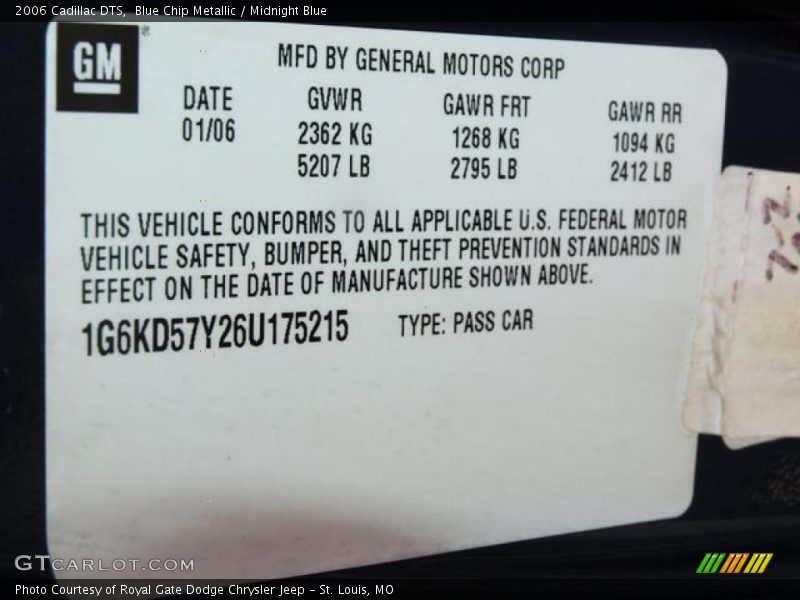 2006 Cadillac DTS, Blue Chip Metallic / Midnight Blue
GM
MFD BY GENERAL MOTORS CORP
DATE GVWR GAWR FRT GAWR RR
01/06 2362 KG 1268 KG 1094 KG
5207 LB 2795 LB 2412 LB
THIS VEHICLE CONFORMS TO ALL APPLICABLE U.S. FEDERAL MOTOR
VEHICLE SAFETY, BUMPER, AND THEFT PREVENTION STANDARDS IN
EFFECT ON THE DATE OF MANUFACTURE SHOWN ABOVE.
1G6KD57Y26U175215 TYPE: PASS CAR
GTCARLOT.COM
Photo Courtesy of Royal Gate Dodge Chrysler Jeep - St. Louis, MO